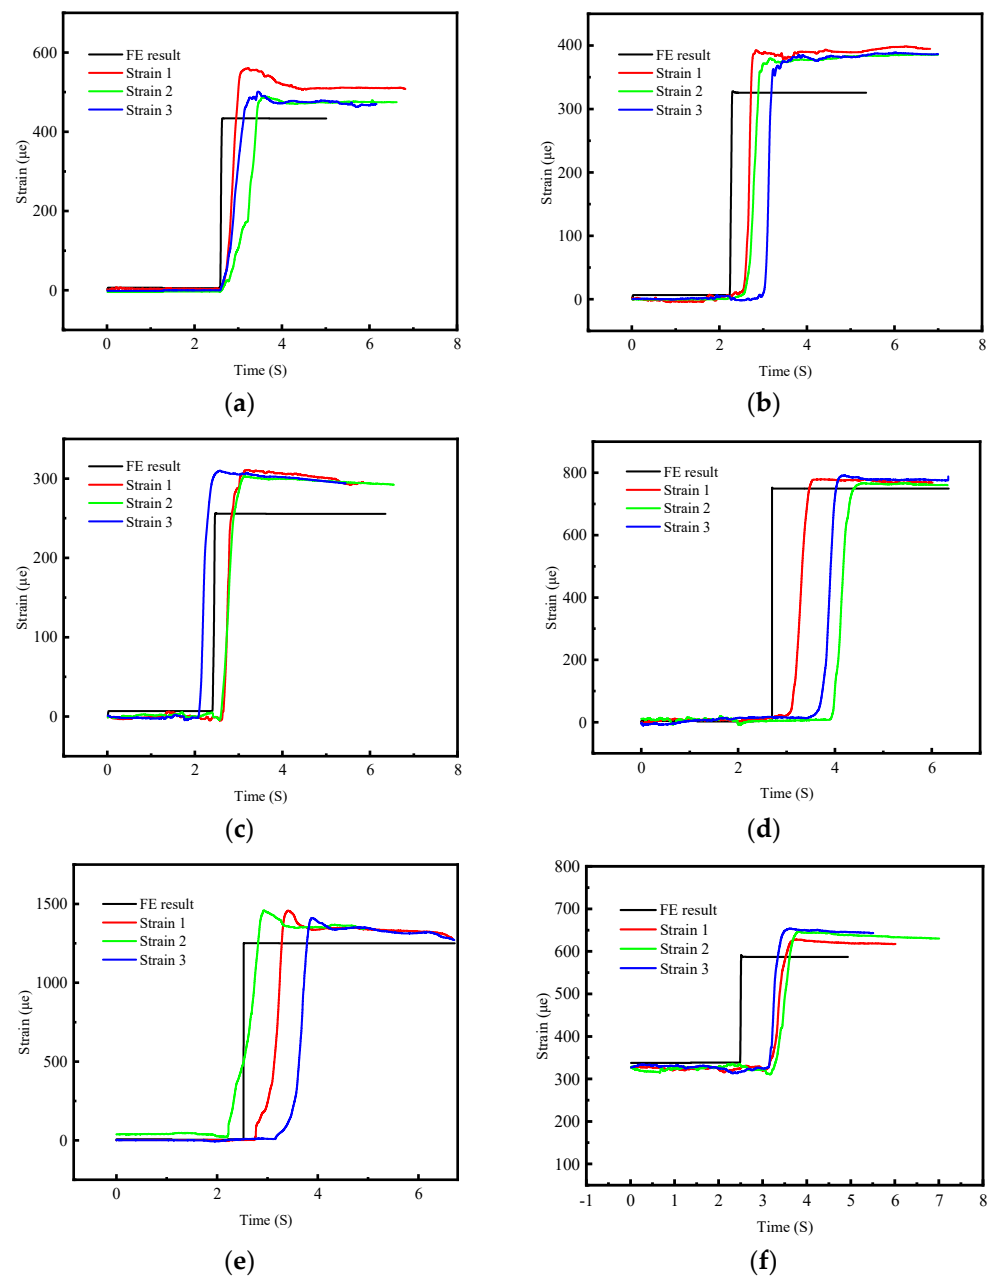 FE result
Strain 1
Strain 2
Strain 3
600
400
200
0
Strain (μe)
0 2 4 6 8
Time (S)
(a)
FE result
Strain 1
Strain 2
Strain 3
400
300
200
100
0
Strain (μe)
0 2 4 6 8
Time (S)
(b)
FE result
Strain 1
Strain 2
Strain 3
300
200
100
0
Strain (μe)
0 2 4 6 8
Time (S)
(c)
FE result
Strain 1
Strain 2
Strain 3
800
600
400
200
0
Strain (μe)
0 2 4 6
Time (S)
(d)
FE result
Strain 1
Strain 2
Strain 3
1500
1000
500
0
Strain (μe)
0 2 4 6
Time (S)
(e)
FE result
Strain 1
Strain 2
Strain 3
800
700
600
500
400
300
200
100
Strain (μe)
-1 0 1 2 3 4 5 6 7 8
Time (S)
(f)